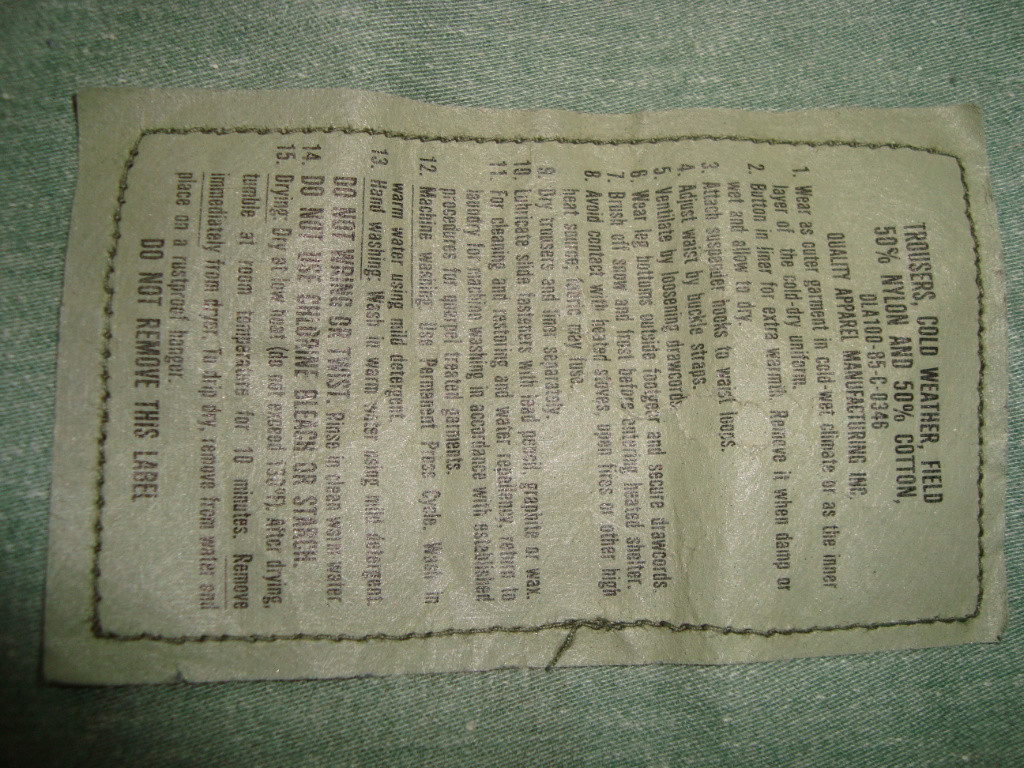 TROUSERS, COLD WEATHER, FIELD
50% NYLON AND 50% COTTON,
DLA100-85-C-0346
QUALITY APPAREL MANUFACTURING INC.
1. Wear as outer garment in cold-wet climate or as the inner
layer of the cold-dry uniform.
2. Button in liner for extra warmth. Remove it when damp or
wet and allow to dry.
3. Attach suspender hooks to waist loops.
4. Adjust waist by buckle straps.
5. Ventilate by loosening drawcords.
6. Wear leg bottoms outside footgear and secure drawcords.
7. Brush off snow and frost before entering heated shelter.
8. Avoid contact with heated stoves, open fires or other high
heat source; fabric may fuse.
9. Dry trousers and liner separately.
10. Lubricate slide fasteners with lead pencil, graphite or wax.
11. For cleaning and restoring aid water repellency, return to
laundry for machine washing in accordance with established
procedures for quarpel treated garments.
12. Machine washing: Use Permanent Press Cycle. Wash in
warm water using mild detergent.
13. Hand washing: Wash in warm water using mild detergent.
DO NOT WRING OR TWIST. Rinse in clean warm water
14. DO NOT USE CHLORINE BLEACH OR STARCH.
15. Drying: Dry at low heat (do not exceed 130°F). After drying,
tumble at room temperature for 10 minutes. Remove
immediately from dryer. To drip dry, remove from water and
place on a rustproof hanger.
DO NOT REMOVE THIS LABEL